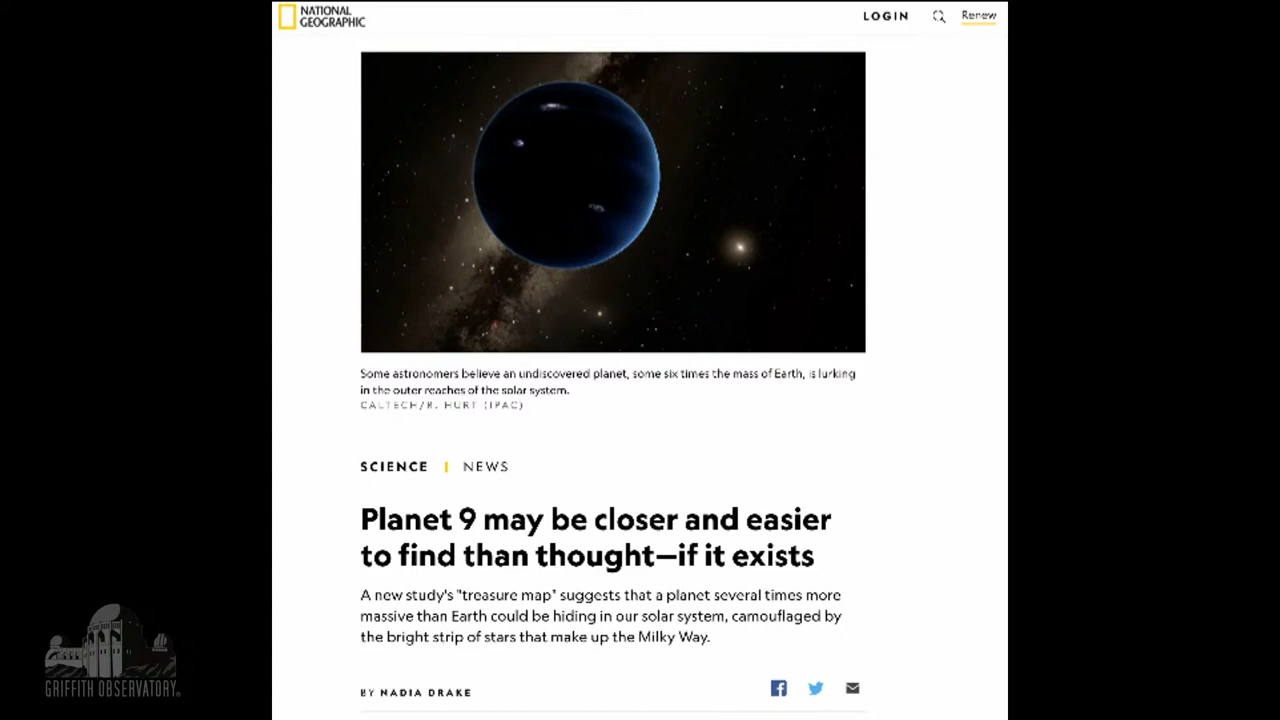 NATIONAL
GEOGRAPHIC
LOGIN
Renew
Some astronomers believe an undiscovered planet, some six times the mass of Earth, is lurking
in the outer reaches of the solar system.
CALTECH/R. HURT (IPAC)
SCIENCE | NEWS
Planet 9 may be closer and easier
to find than thought—if it exists
A new study's "treasure map" suggests that a planet several times more
massive than Earth could be hiding in our solar system, camouflaged by
the bright strip of stars that make up the Milky Way.
BY NADIA DRAKE
GRIFFITH OBSERVATORY